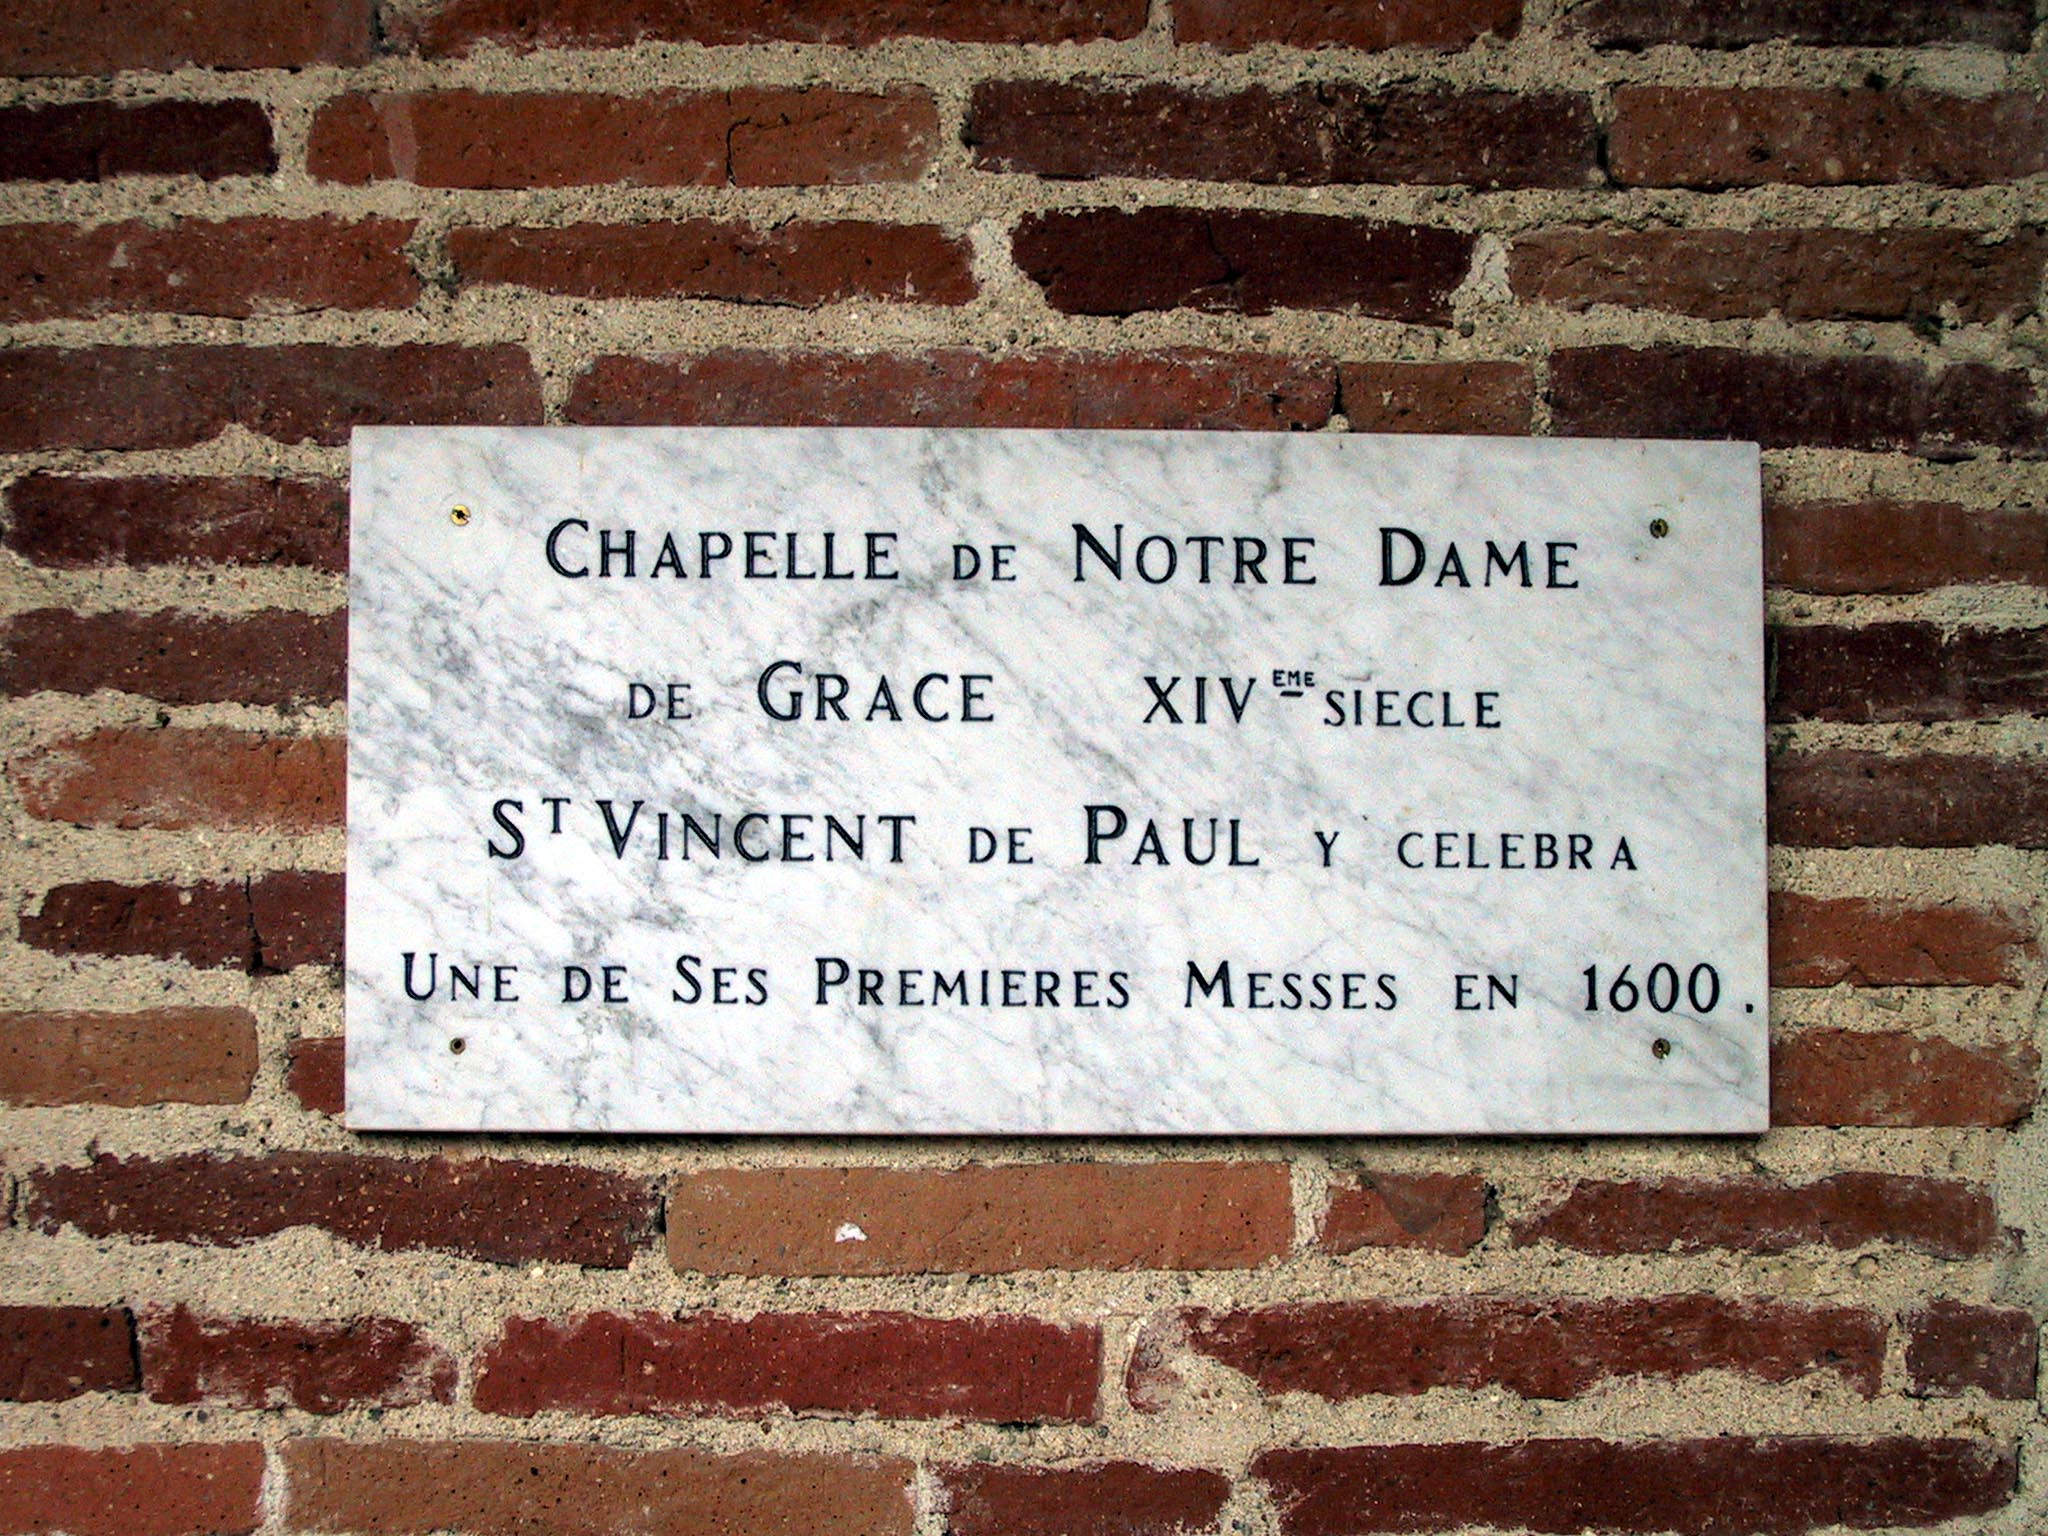 CHAPELLE DE NOTRE DAME
DE GRACE XIVEME SIECLE
ST VINCENT DE PAUL Y CELEBRA
UNE DE SES PREMIERES MESSES EN 1600.